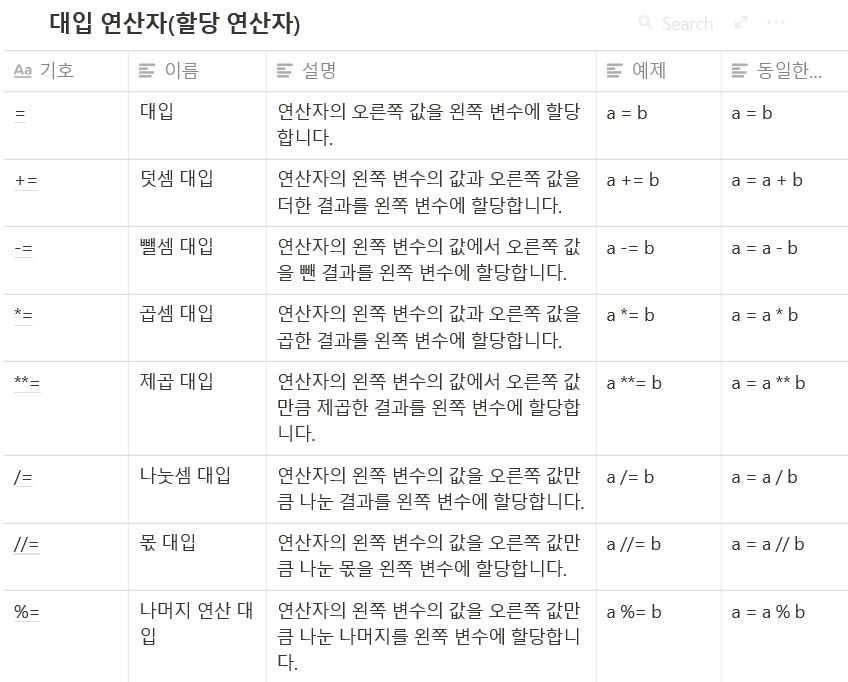 대입 연산자(할당 연산자)
Search
Aa 기호 이름 설명 예제 동일한...
= 대입 연산자의 오른쪽 값을 왼쪽 변수에 할당 a = b a = b
합니다.
+= 덧셈 대입 연산자의 왼쪽 변수의 값과 오른쪽 값을 a += b a = a + b
더한 결과를 왼쪽 변수에 할당합니다.
-= 뺄셈 대입 연산자의 왼쪽 변수의 값에서 오른쪽 값 a -= b a = a - b
을 뺀 결과를 왼쪽 변수에 할당합니다.
*= 곱셈 대입 연산자의 왼쪽 변수의 값과 오른쪽 값을 a *= b a = a * b
곱한 결과를 왼쪽 변수에 할당합니다.
**= 제곱 대입 연산자의 왼쪽 변수의 값에서 오른쪽 값 a **= b a = a ** b
만큼 제곱한 결과를 왼쪽 변수에 할당합
니다.
/= 나눗셈 대입 연산자의 왼쪽 변수의 값을 오른쪽 값만 a /= b a = a / b
큼 나눈 결과를 왼쪽 변수에 할당합니다.
//= 몫 대입 연산자의 왼쪽 변수의 값을 오른쪽 값만 a //= b a = a // b
큼 나눈 몫을 왼쪽 변수에 할당합니다.
%= 나머지 연산 대 연산자의 왼쪽 변수의 값을 오른쪽 값만 a %= b a = a % b
입 큼 나눈 나머지를 왼쪽 변수에 할당합니
다.